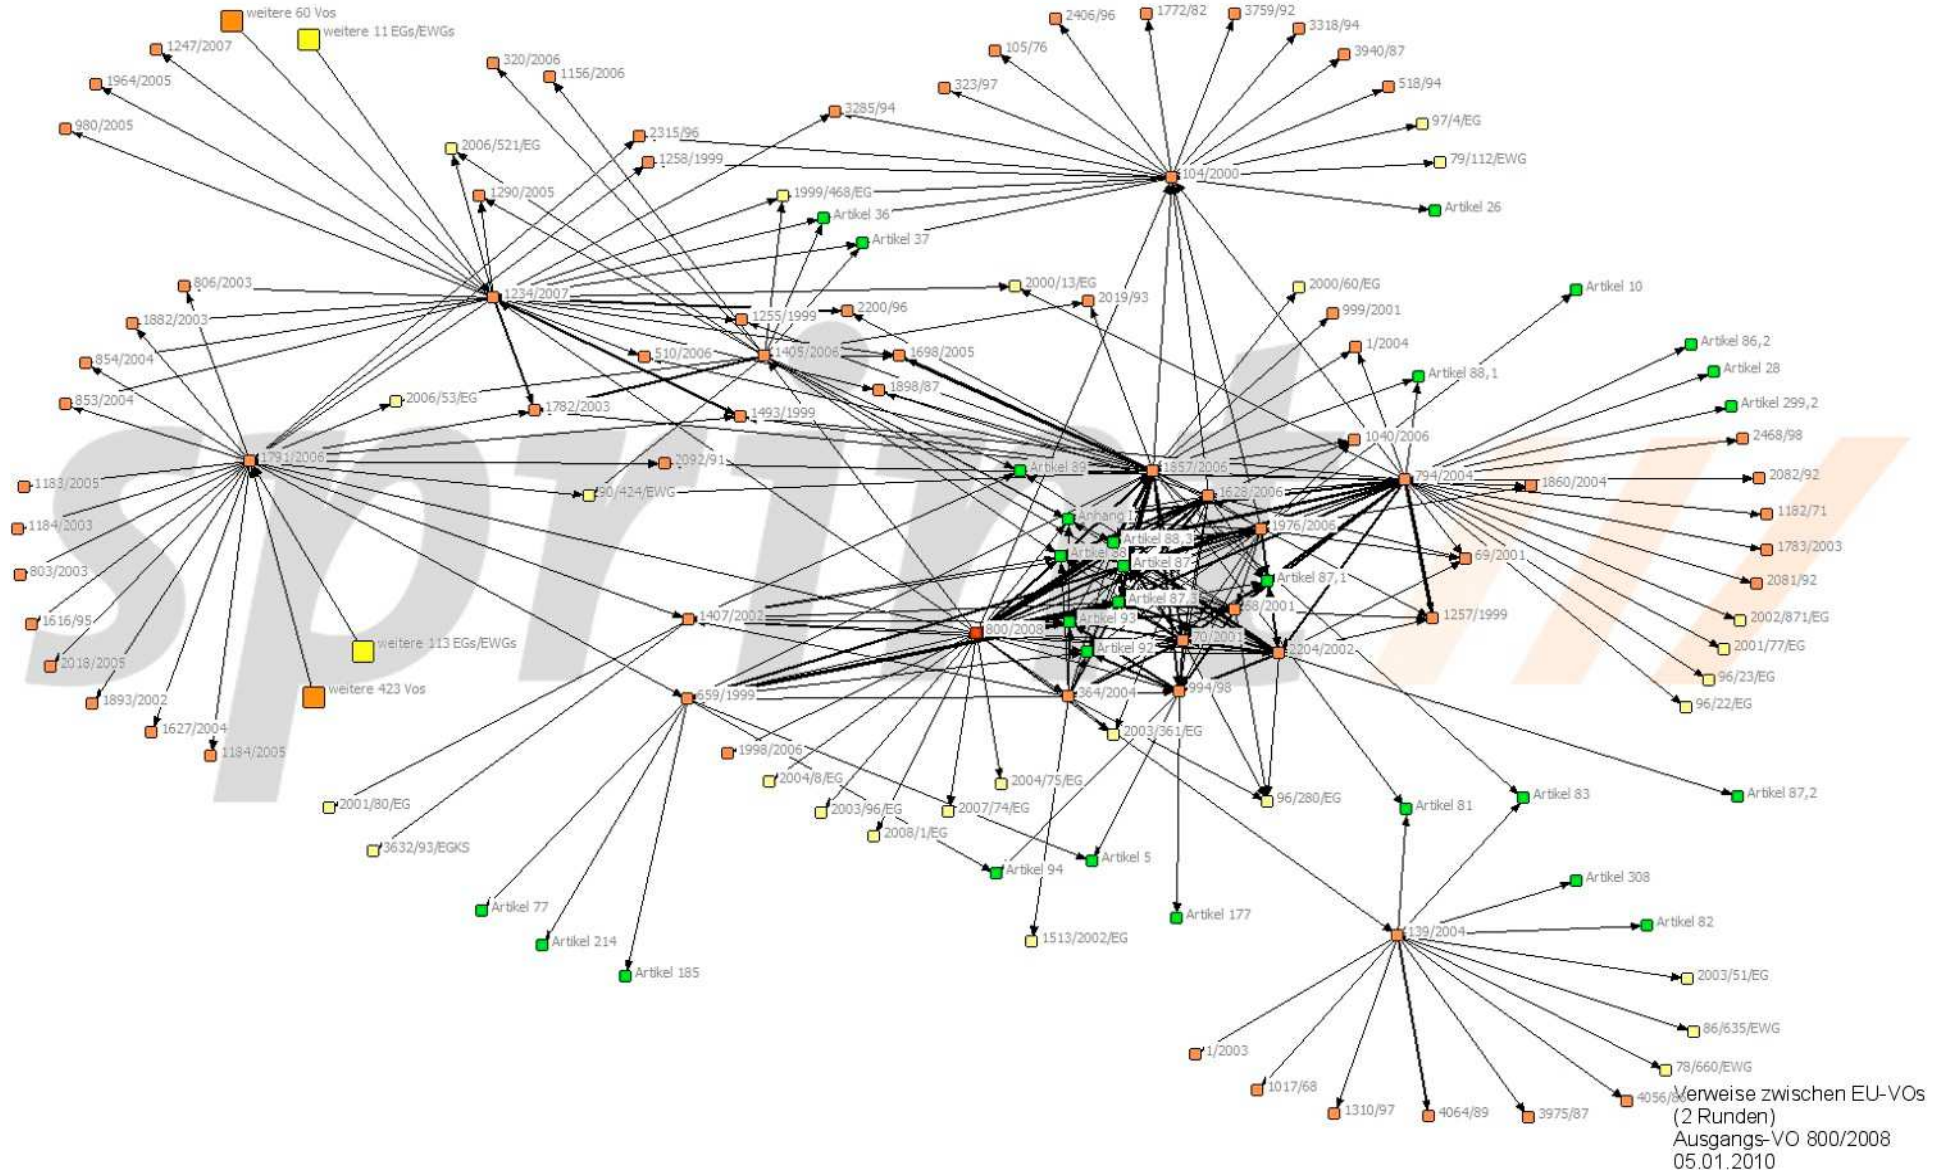 weitere 60 Vos
weitere 11 EGs/EWGs
1247/2007
1964/2005
980/2005
320/2006
1156/2006
2006/521/EG
1290/2005
2315/96
1258/1999
3285/94
1999/468/EG
Artikel 36
Artikel 37
2406/96
1772/82
3759/92
3318/94
105/76
3940/87
323/97
518/94
97/4/EG
79/112/EWG
104/2000
Artikel 26
806/2003
1882/2003
854/2004
853/2004
1234/2007
2000/13/EG
2019/93
2000/60/EG
999/2001
Artikel 10
1255/1999
2200/96
510/2006
1405/2006
1698/2005
1898/87
1/2004
Artikel 88,1
Artikel 86,2
Artikel 28
Artikel 299,2
2006/53/EG
1782/2003
1493/1999
1040/2006
2468/98
1791/2006
2092/91
90/424/EWG
Artikel 89
1857/2006
794/2004
1860/2004
2082/92
1183/2005
1184/2003
803/2003
1616/95
2018/2005
1893/2002
1627/2004
1184/2005
weitere 113 EGs/EWGs
weitere 423 Vos
1628/2006
Anhang I
1976/2006
Artikel 88,3
Artikel 88
Artikel 87
Artikel 87,1
Artikel 87,3
68/2001
Artikel 93
70/2001
Artikel 92
2204/2002
69/2001
1257/1999
1182/71
1783/2003
2081/92
2002/871/EG
2001/77/EG
96/23/EG
96/22/EG
1407/2002
800/2008
659/1999
364/2004
994/98
2003/361/EG
1998/2006
2004/8/EG
2003/96/EG
2008/1/EG
2007/74/EG
2004/75/EG
96/280/EG
Artikel 81
Artikel 83
Artikel 87,2
2001/80/EG
3632/93/EGKS
Artikel 94
Artikel 5
Artikel 77
Artikel 214
Artikel 185
1513/2002/EG
Artikel 177
139/2004
Artikel 308
Artikel 82
2003/51/EG
86/635/EWG
78/660/EWG
1/2003
1017/68
1310/97
4064/89
3975/87
sprint
Verweise zwischen EU-VOs
(2 Runden)
Ausgangs-VO 800/2008
05.01.2010